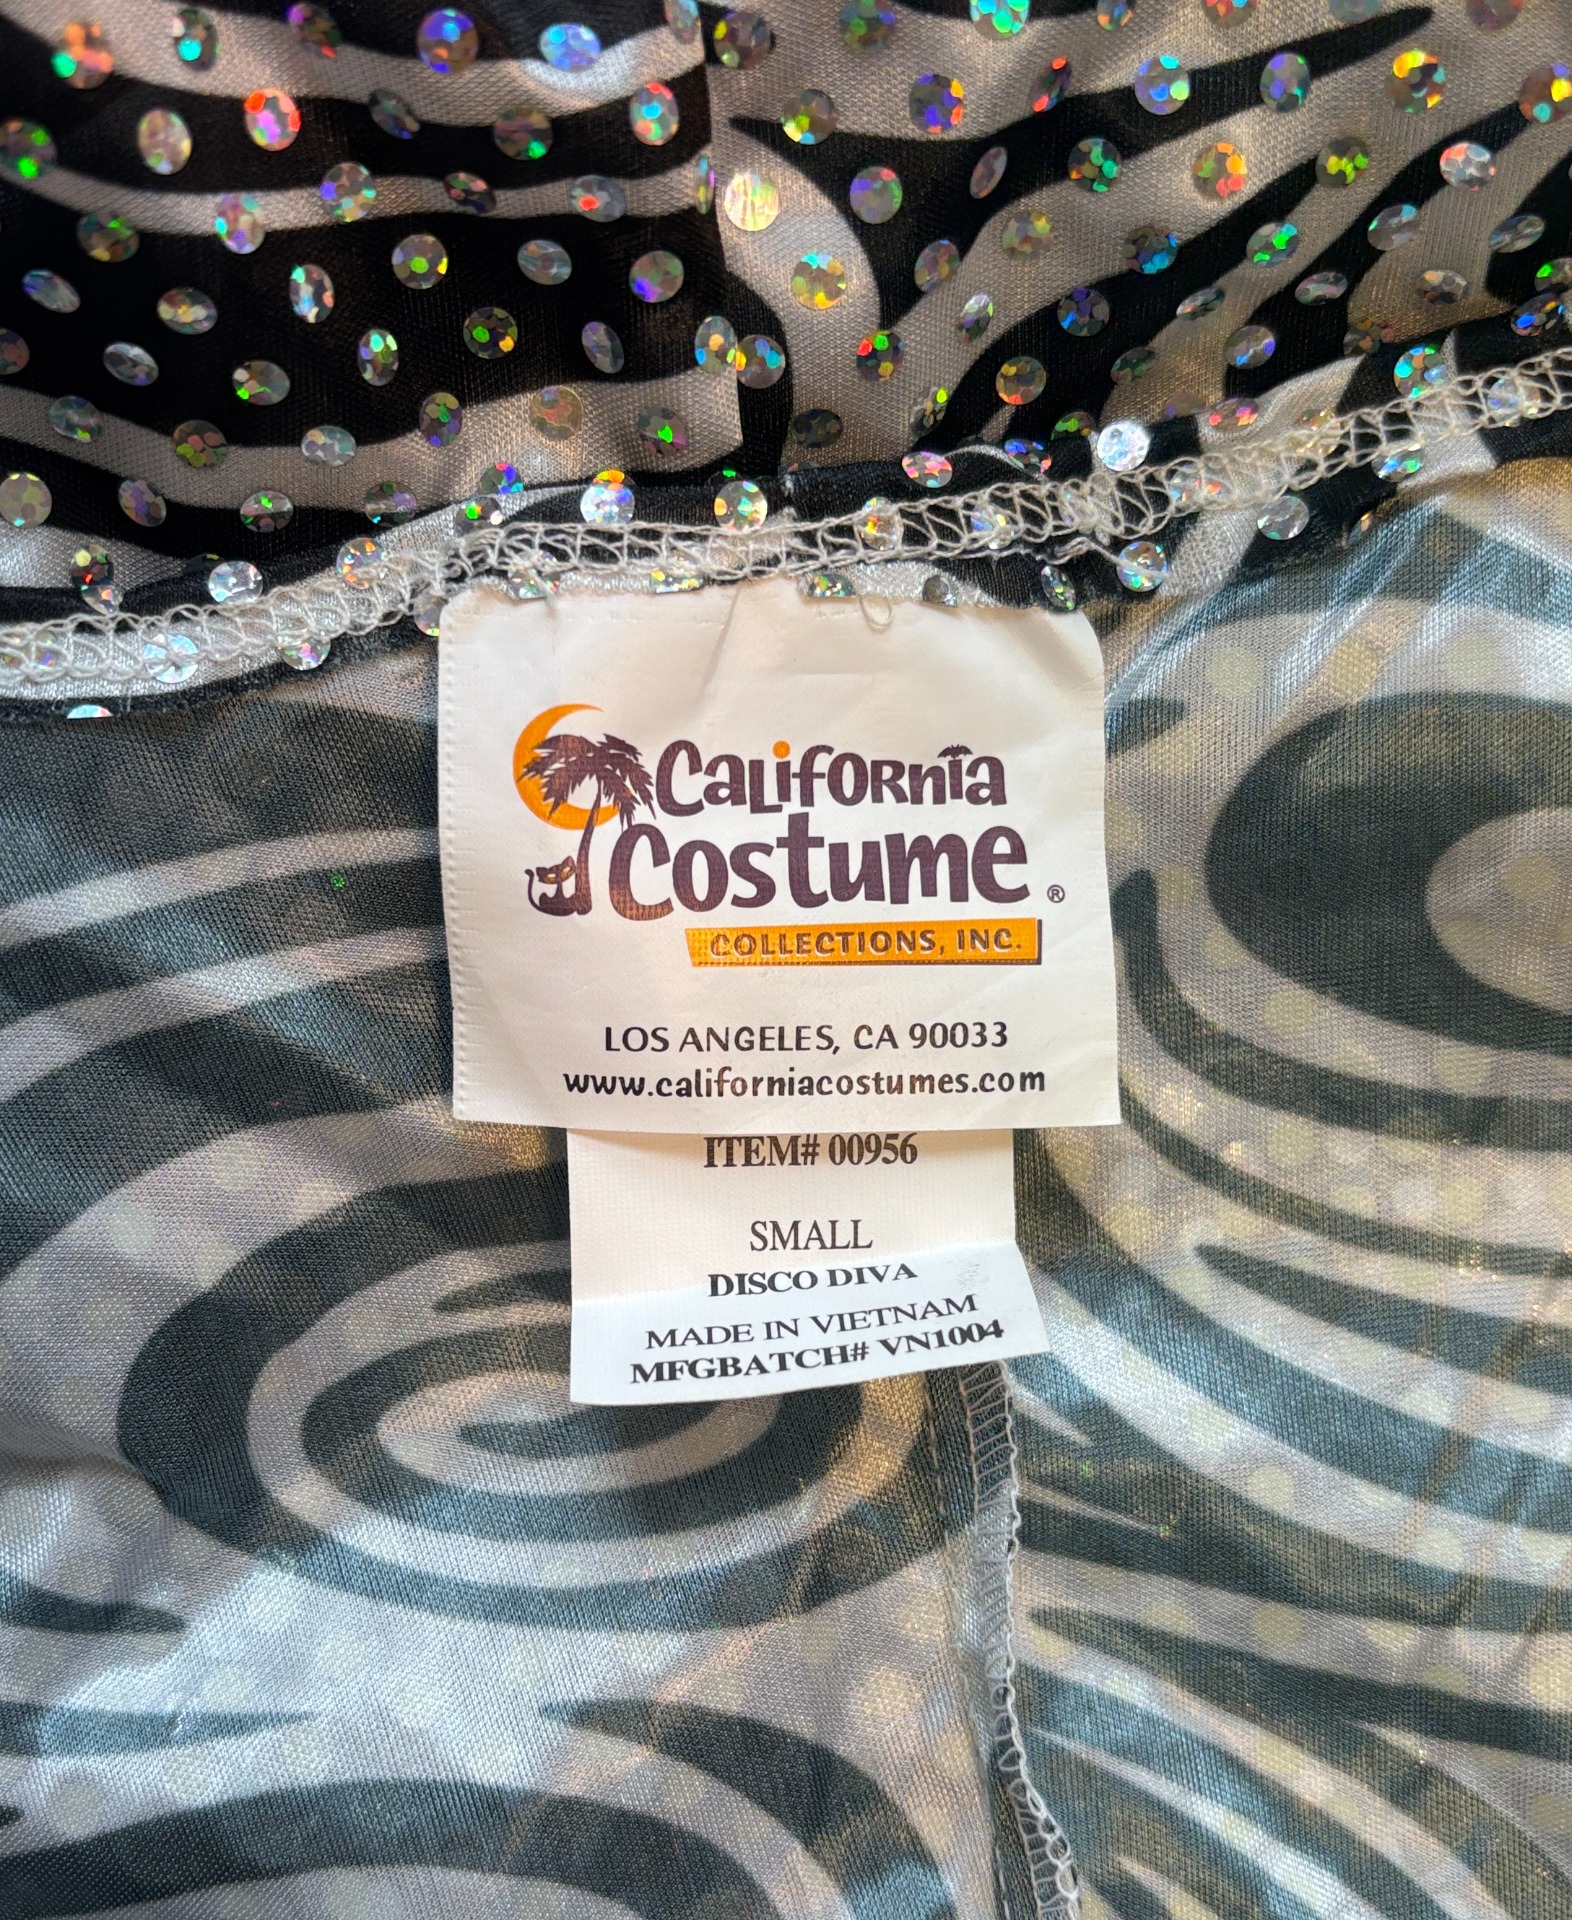 CaLifORnia
Costume ®
COLLECTIONS, INC.
LOS ANGELES, CA 90033
www.californiacostumes.com
ITEM# 00956
SMALL
DISCO DIVA
MADE IN VIETNAM
MFGBATCH# VN1004